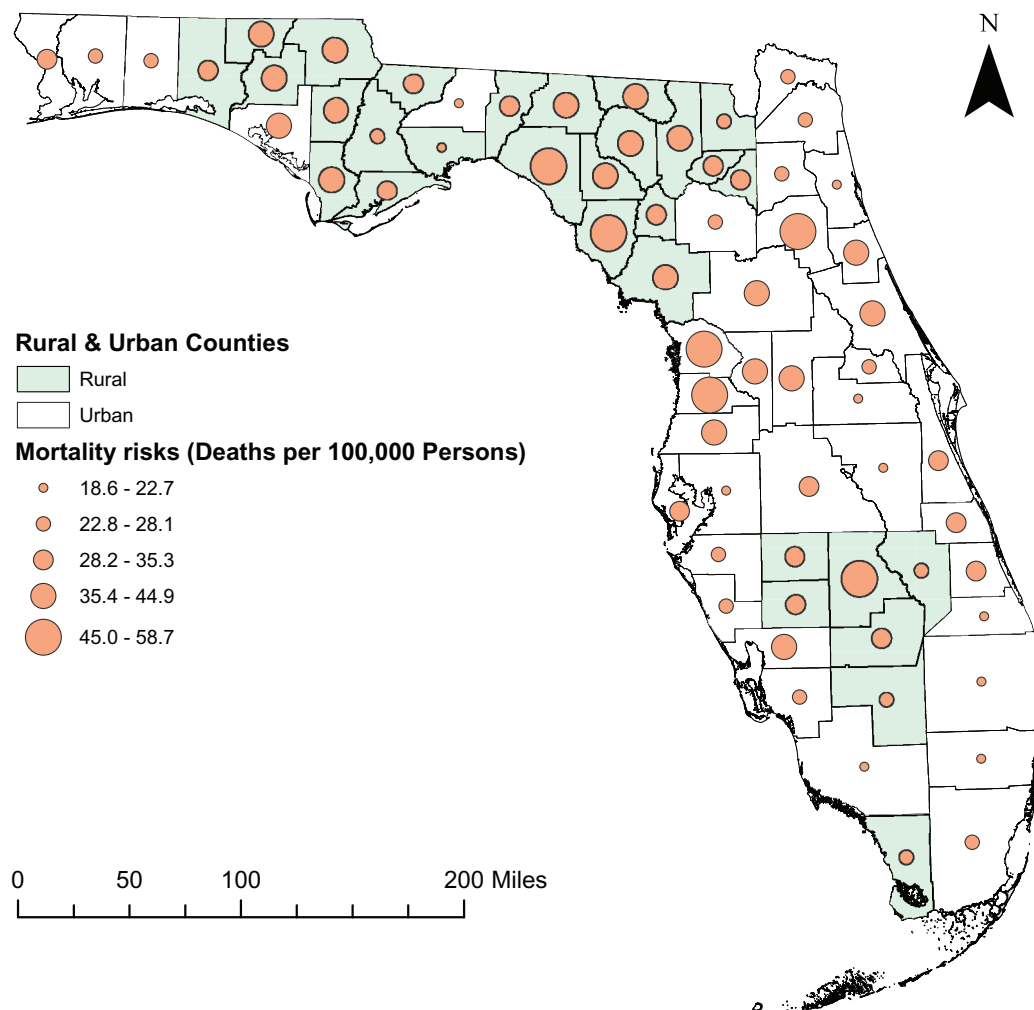 N
Rural & Urban Counties
Rural
Urban
Mortality risks (Deaths per 100,000 Persons)
18.6 - 22.7
22.8 - 28.1
28.2 - 35.3
35.4 - 44.9
45.0 - 58.7
0 50 100 200 Miles